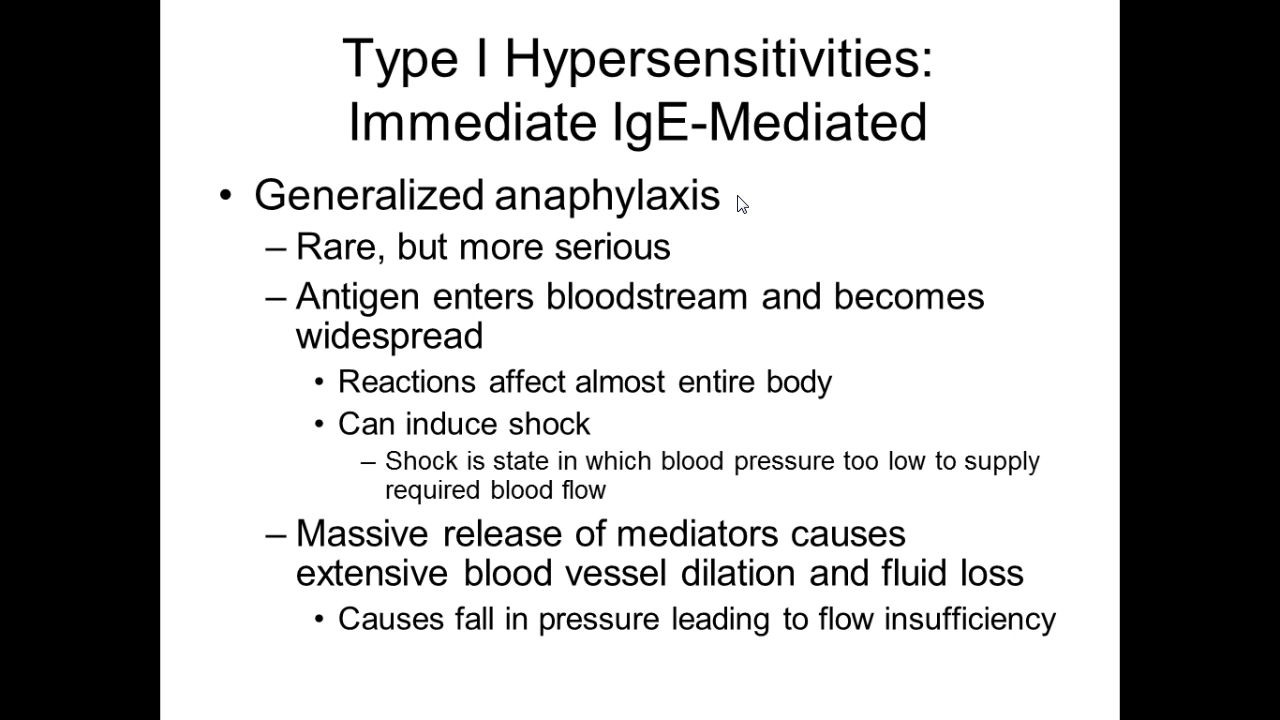 Type I Hypersensitivities:
Immediate IgE-Mediated
• Generalized anaphylaxis
– Rare, but more serious
– Antigen enters bloodstream and becomes
widespread
• Reactions affect almost entire body
• Can induce shock
– Shock is state in which blood pressure too low to supply
required blood flow
– Massive release of mediators causes
extensive blood vessel dilation and fluid loss
• Causes fall in pressure leading to flow insufficiency